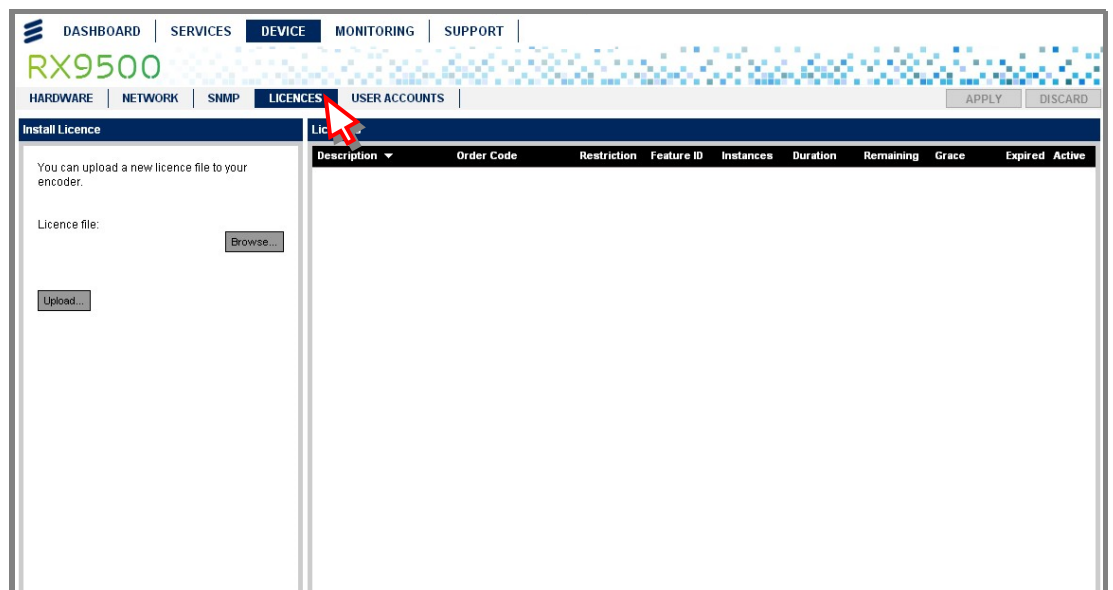 DASHBOARD SERVICES DEVICE MONITORING SUPPORT
RX9500
HARDWARE NETWORK SNMP LICENCES USER ACCOUNTS APPLY DISCARD
Install Licence
Description Order Code Restriction Feature ID Instances Duration Remaining Grace Expired Active
You can upload a new licence file to your
encoder.
Licence file:
Browse...
Upload...